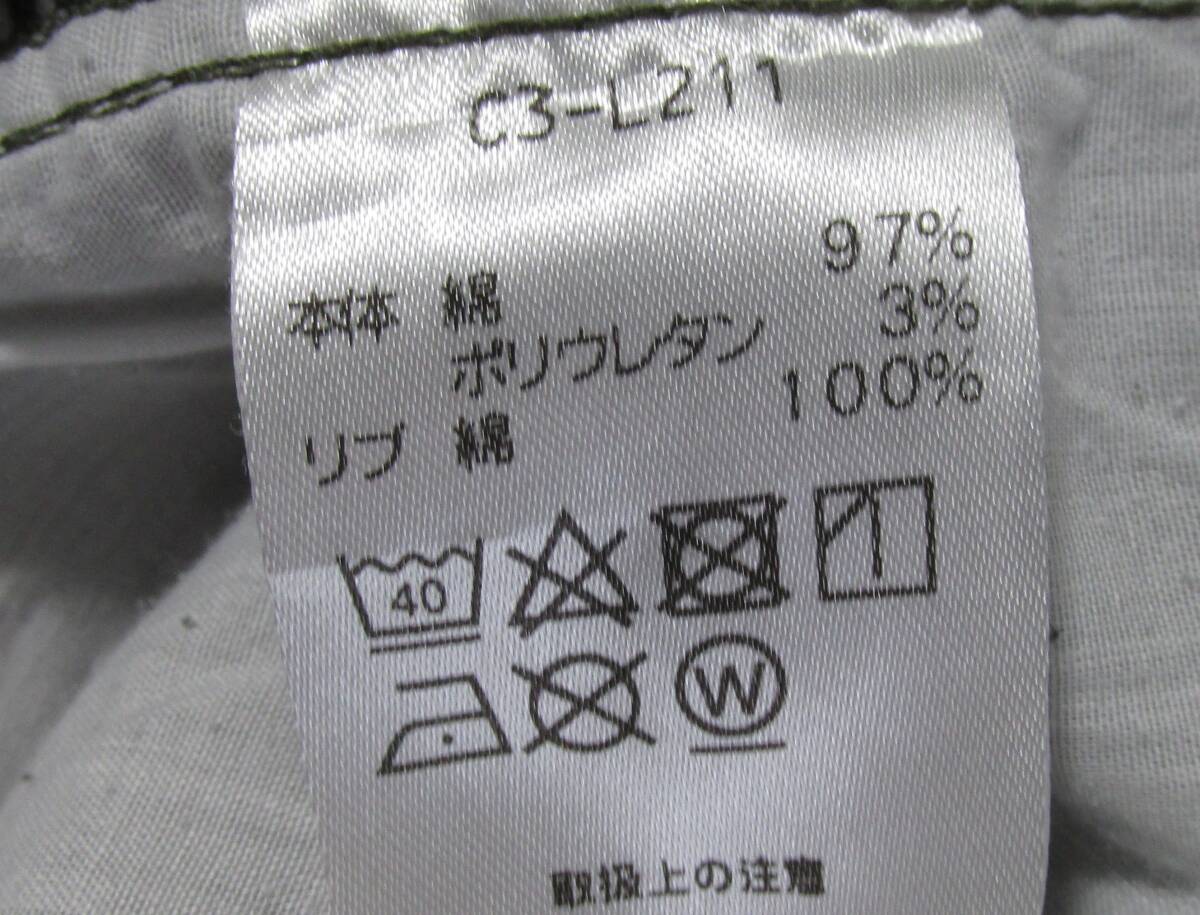 C3-L211
本体 綿 97%
ポリウレタン 3%
リブ 綿 100%
40
W
取扱上の注意